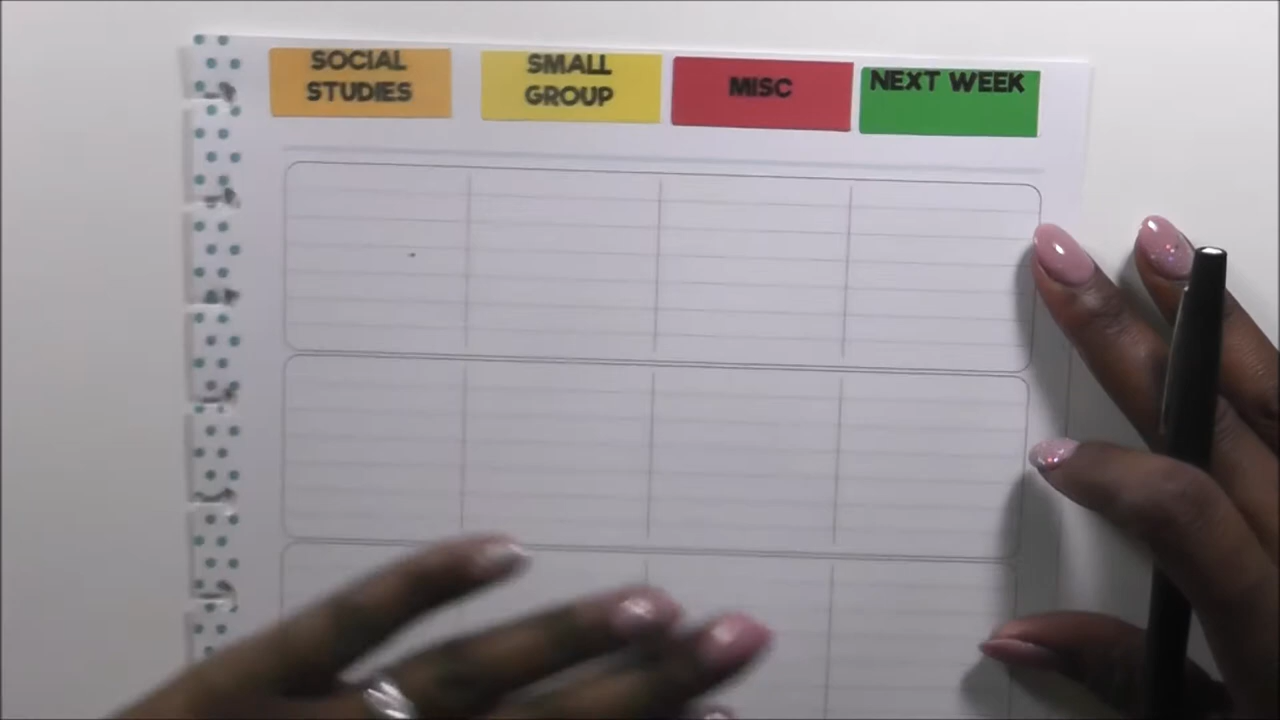 SOCIAL
STUDIES
SMALL
GROUP
MISC
NEXT WEEK